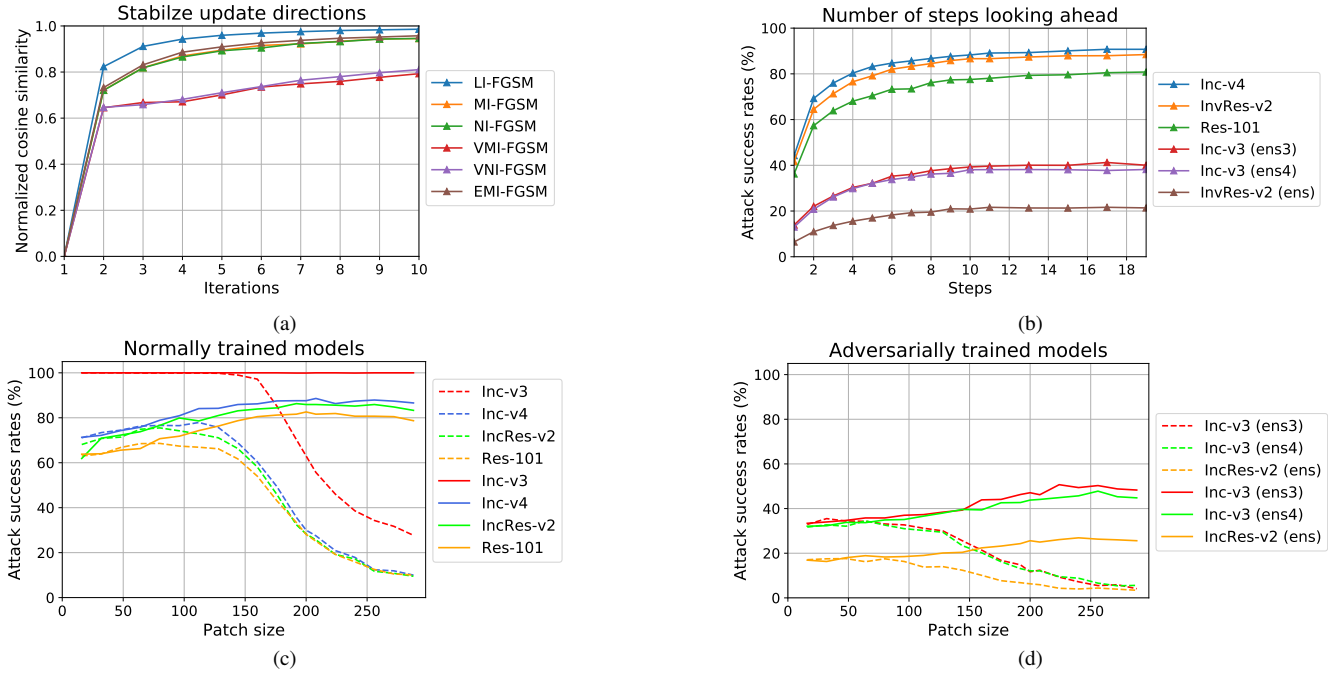 Stabilze update directions
Normalized cosine similarity
1.0
0.8
0.6
0.4
0.2
0.0
1 2 3 4 5 6 7 8 9 10
Iterations
LI-FGSM
MI-FGSM
NI-FGSM
VMI-FGSM
VNI-FGSM
EMI-FGSM
(a)
Number of steps looking ahead
Attack success rates (%)
100
80
60
40
20
0
2 4 6 8 10 12 14 16 18
Steps
Inc-v4
InvRes-v2
Res-101
Inc-v3 (ens3)
Inc-v3 (ens4)
InvRes-v2 (ens)
(b)
Normally trained models
Attack success rates (%)
100
80
60
40
20
0
0 50 100 150 200 250
Patch size
Inc-v3
Inc-v4
IncRes-v2
Res-101
Inc-v3
Inc-v4
IncRes-v2
Res-101
(c)
Adversarially trained models
Attack success rates (%)
100
80
60
40
20
0
0 50 100 150 200 250
Patch size
Inc-v3 (ens3)
Inc-v3 (ens4)
IncRes-v2 (ens)
Inc-v3 (ens3)
Inc-v3 (ens4)
IncRes-v2 (ens)
(d)